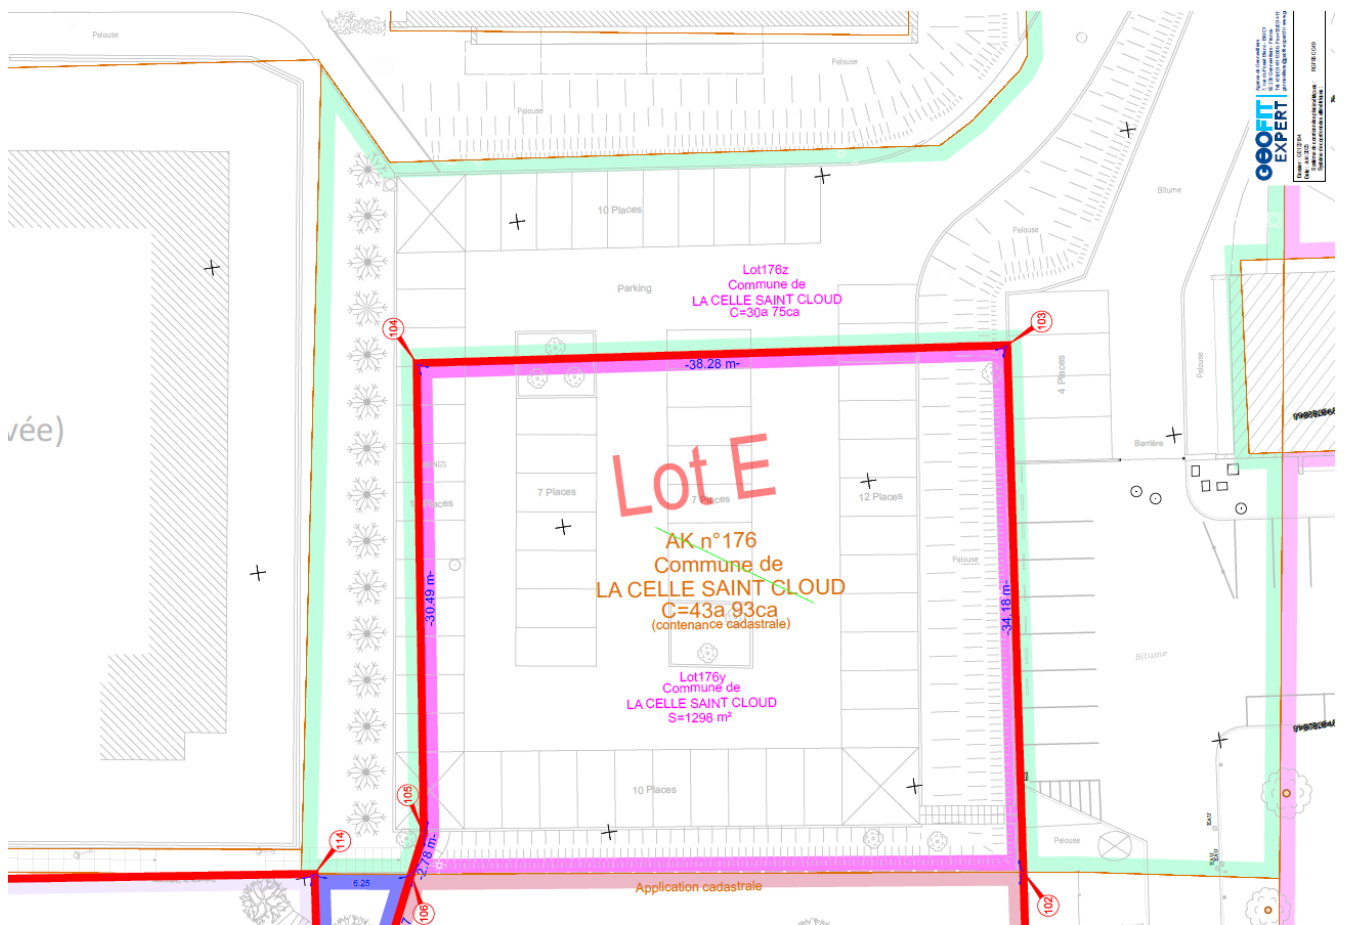 Pelouse
Pelouse
Pelouse
GEOFIT
EXPERT
Bitume
10 Places
Pelouse
Lot176z
Commune de
LA CELLE SAINT CLOUD
C=30a 75ca
Parking
104
103
-38.28 m-
4 Places
Pelouse
vée)
Barrière
Lot E
7 Places
7 Places
12 Places
AK n°176
Commune de
LA CELLE SAINT CLOUD
C=43a 93ca
(contenance cadastrale)
Pelouse
-30.49 m-
-34.18 m-
Bitume
Lot176y
Commune de
LA CELLE SAINT CLOUD
S=1298 m²
10 Places
105
114
-2.78 m-
Pelouse
EAU
EAU
6.25
Application cadastrale
106
102